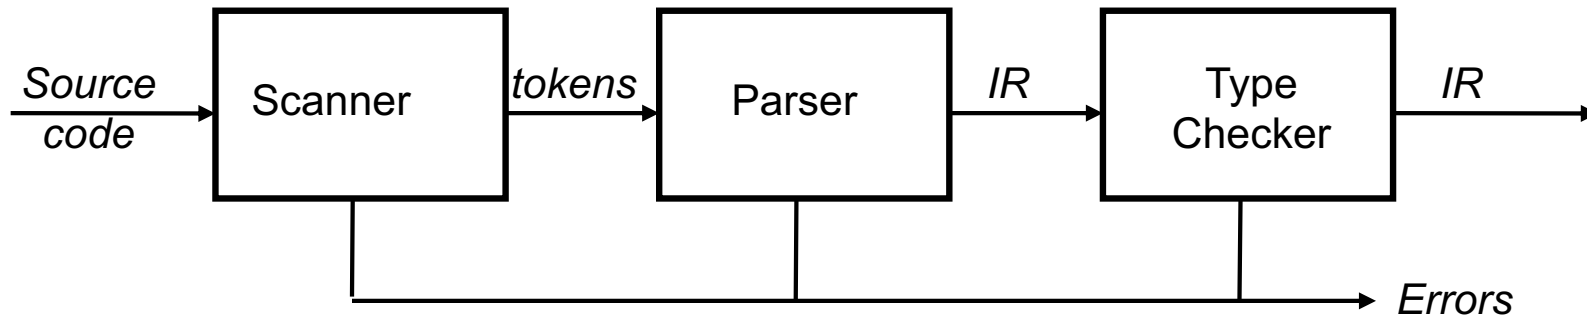 Source
code
Scanner
tokens
Parser
IR
Type
Checker
IR
Errors